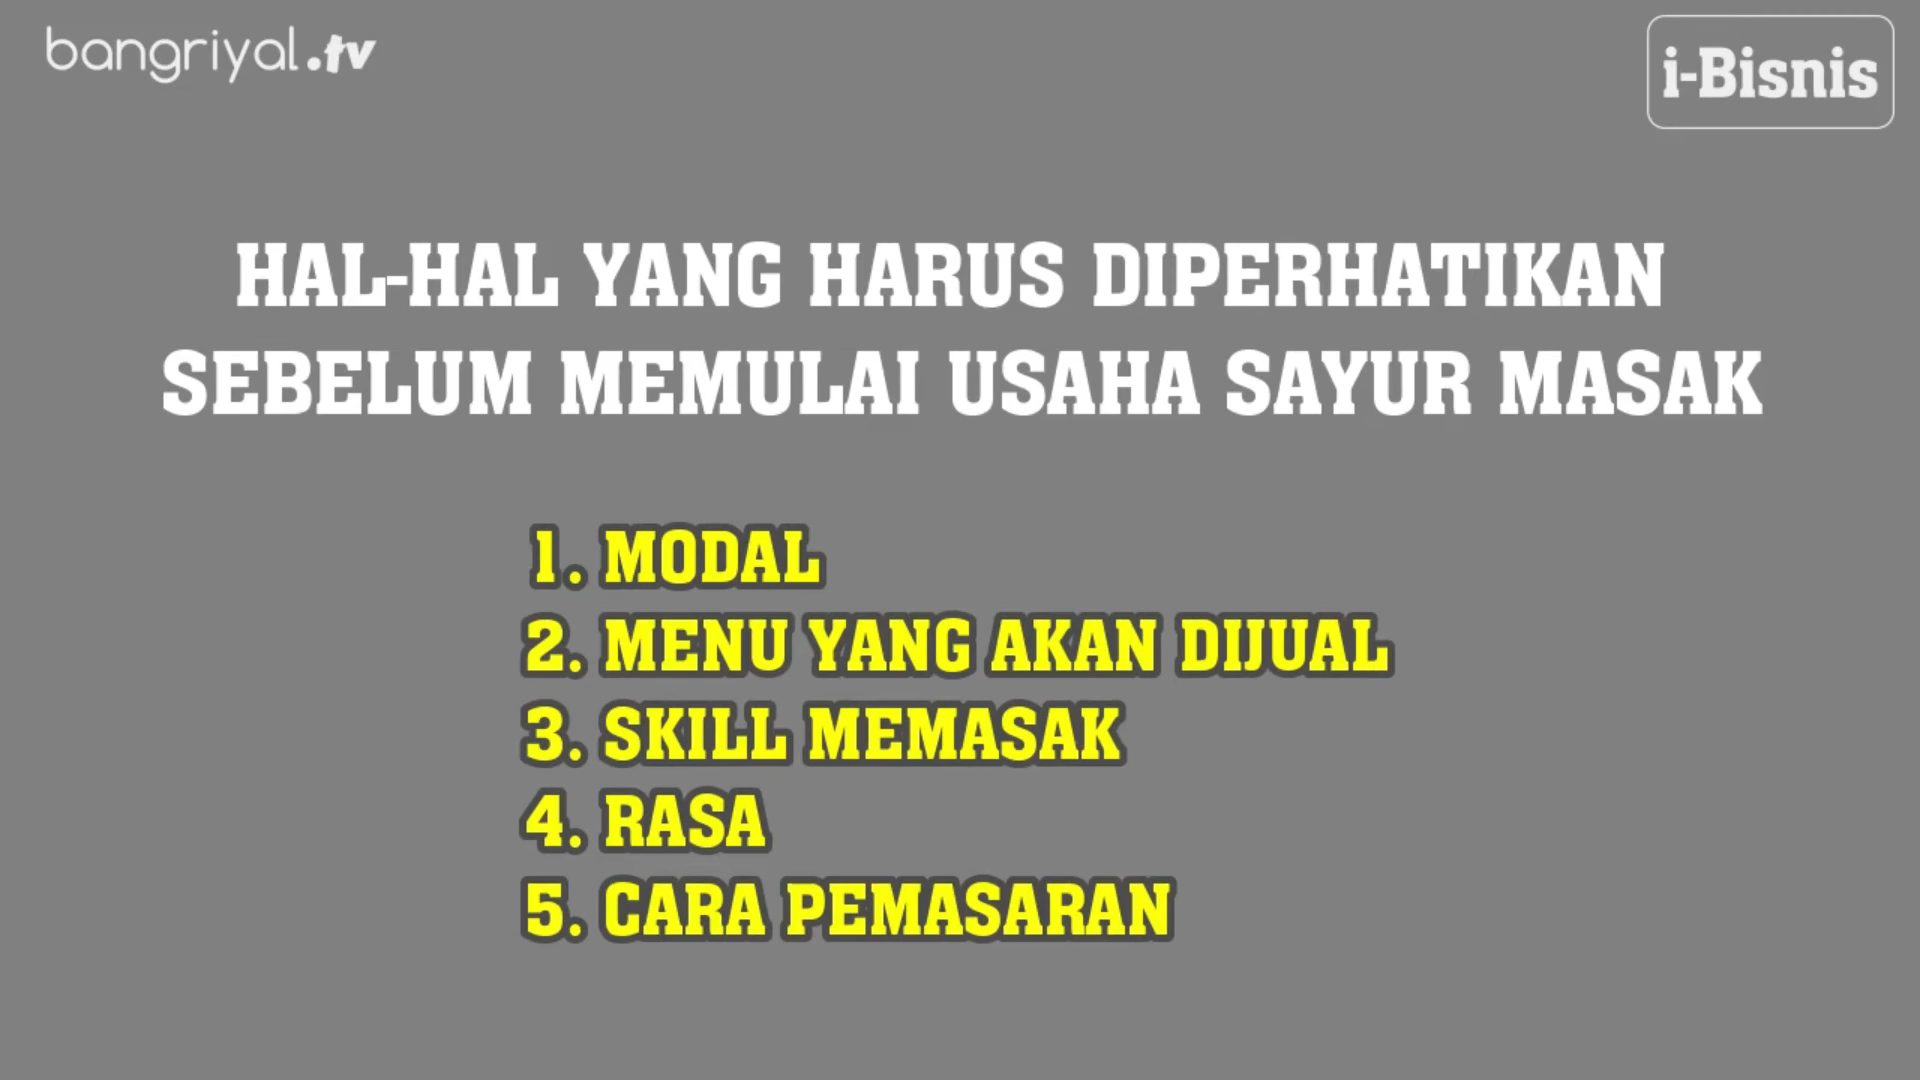 bangriyal.tv
i-Bisnis
HAL-HAL YANG HARUS DIPERHATIKAN
SEBELUM MEMULAI USAHA SAYUR MASAK
1. MODAL
2. MENU YANG AKAN DIJUAL
3. SKILL MEMASAK
4. RASA
5. CARA PEMASARAN